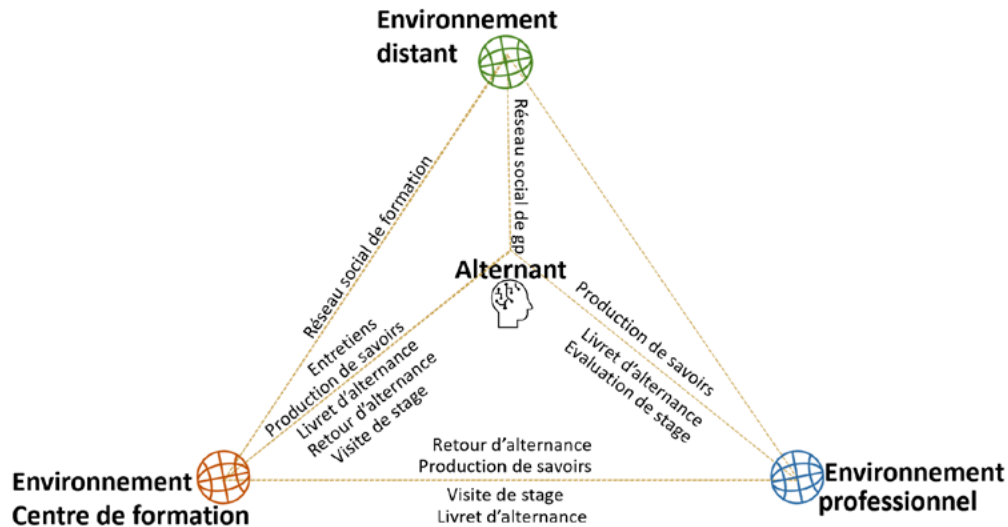 Environnement
distant
Réseau social de formation
Réseau social de gp
Alternant
Entretiens
Production de savoirs
Livret d'alternance
Retour d'alternance
Visite de stage
Production de savoirs
Livret d'alternance
Evaluation de stage
Retour d'alternance
Production de savoirs
Visite de stage
Livret d'alternance
Environnement
Centre de formation
Environnement
professionnel